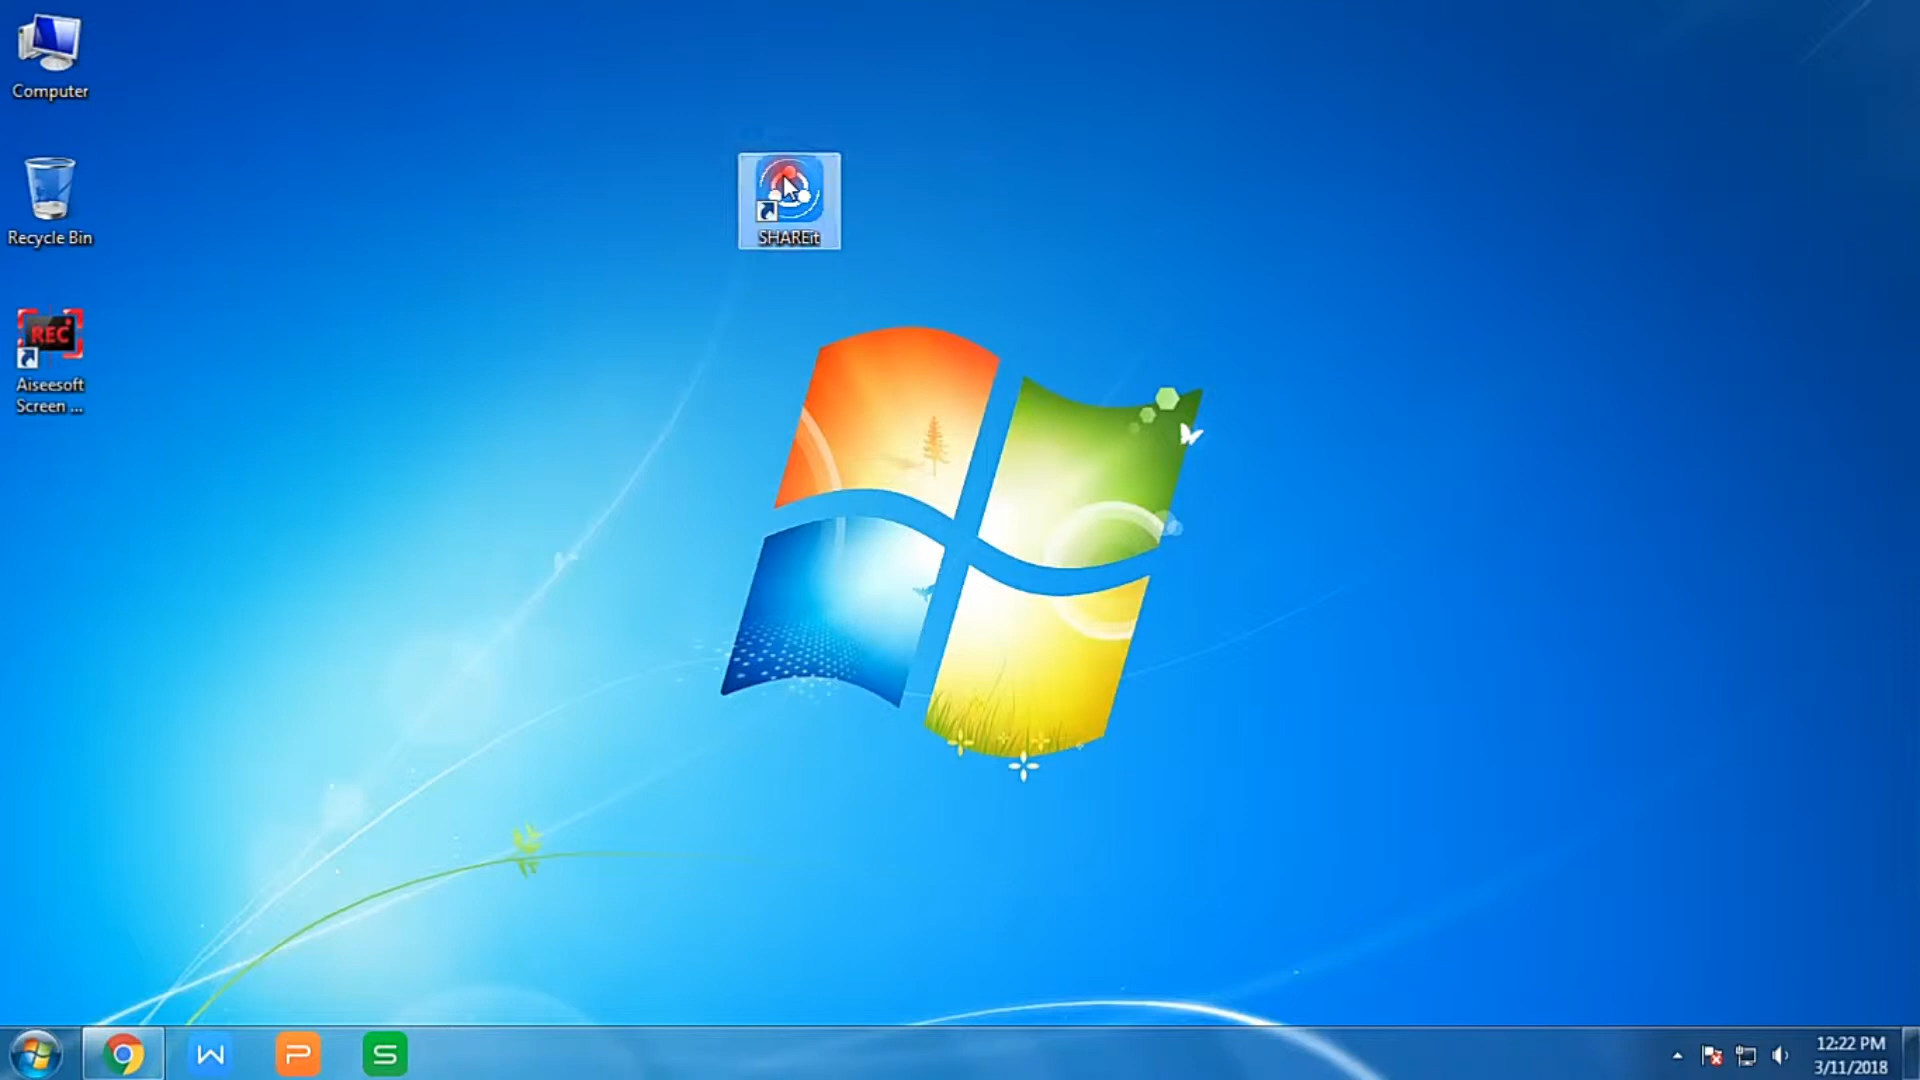 Computer
Recycle Bin
REC
Aiseesoft
Screen ...
SHAREit
W
P
S
12:22 PM
3/11/2018